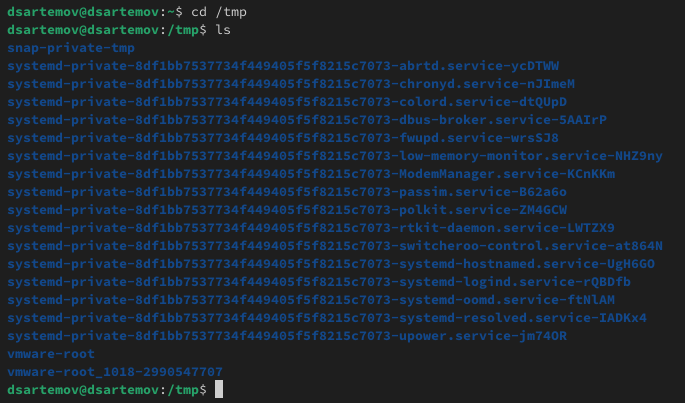 dsartemov@dsartemov:~$ cd /tmp
dsartemov@dsartemov:/tmp$ ls
snap-private-tmp
systemd-private-8df1bb7537734f449405f5f8215c7073-abrtd.service-ycDTWW
systemd-private-8df1bb7537734f449405f5f8215c7073-chronyd.service-nJImeM
systemd-private-8df1bb7537734f449405f5f8215c7073-colord.service-dtQUpD
systemd-private-8df1bb7537734f449405f5f8215c7073-dbus-broker.service-5AAIrP
systemd-private-8df1bb7537734f449405f5f8215c7073-fwupd.service-wrsSJ8
systemd-private-8df1bb7537734f449405f5f8215c7073-low-memory-monitor.service-NHZ9ny
systemd-private-8df1bb7537734f449405f5f8215c7073-ModemManager.service-KCnKKm
systemd-private-8df1bb7537734f449405f5f8215c7073-passim.service-B62a6o
systemd-private-8df1bb7537734f449405f5f8215c7073-polkit.service-ZM4GCW
systemd-private-8df1bb7537734f449405f5f8215c7073-rtkit-daemon.service-LWTZX9
systemd-private-8df1bb7537734f449405f5f8215c7073-switcheroo-control.service-at864N
systemd-private-8df1bb7537734f449405f5f8215c7073-systemd-hostnamed.service-UgH6GO
systemd-private-8df1bb7537734f449405f5f8215c7073-systemd-logind.service-rQBDfb
systemd-private-8df1bb7537734f449405f5f8215c7073-systemd-oomd.service-ftNlAM
systemd-private-8df1bb7537734f449405f5f8215c7073-systemd-resolved.service-IADKx4
systemd-private-8df1bb7537734f449405f5f8215c7073-upower.service-jm74OR
vmware-root
vmware-root_1018-2990547707
dsartemov@dsartemov:/tmp$